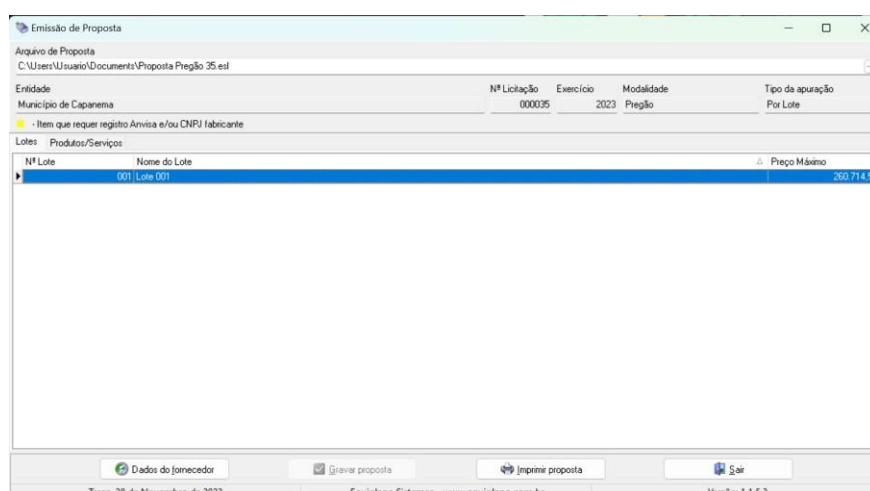 Emissão de Proposta
Arquivo de Proposta
C:\Users\Usuario\Documents\Proposta Pregão 35.esl
Entidade Nº Licitação Exercício Modalidade Tipo da apuração
Município de Capanema 000035 2023 Pregão Por Lote
- Item que requer registro Anvisa e/ou CNPJ fabricante
Lotes Produtos/Serviços
Nº Lote Nome do Lote Preço Máximo
001 Lote 001 260.714,5
Dados do fornecedor Gravar proposta Imprimir proposta Sair